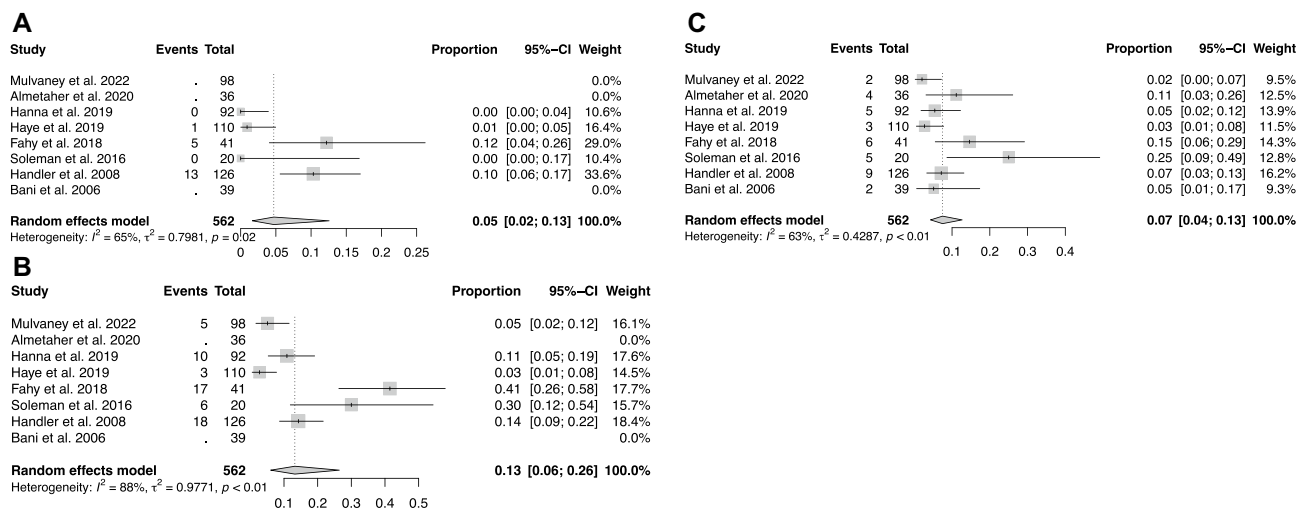 A
Study Events Total Proportion 95%−CI Weight
Mulvaney et al. 2022 . 98 0.0%
Almetaher et al. 2020 . 36 0.0%
Hanna et al. 2019 0 92 0.00 [0.00; 0.04] 10.6%
Haye et al. 2019 1 110 0.01 [0.00; 0.05] 16.4%
Fahy et al. 2018 5 41 0.12 [0.04; 0.26] 29.0%
Soleman et al. 2016 0 20 0.00 [0.00; 0.17] 10.4%
Handler et al. 2008 13 126 0.10 [0.06; 0.17] 33.6%
Bani et al. 2006 . 39 0.0%
Random effects model 562 0.05 [0.02; 0.13] 100.0%
Heterogeneity: I² = 65%, τ² = 0.7981, p = 0.02
0 0.05 0.1 0.15 0.2 0.25
B
Study Events Total Proportion 95%−CI Weight
Mulvaney et al. 2022 5 98 0.05 [0.02; 0.12] 16.1%
Almetaher et al. 2020 . 36 0.0%
Hanna et al. 2019 10 92 0.11 [0.05; 0.19] 17.6%
Haye et al. 2019 3 110 0.03 [0.01; 0.08] 14.5%
Fahy et al. 2018 17 41 0.41 [0.26; 0.58] 17.7%
Soleman et al. 2016 6 20 0.30 [0.12; 0.54] 15.7%
Handler et al. 2008 18 126 0.14 [0.09; 0.22] 18.4%
Bani et al. 2006 . 39 0.0%
Random effects model 562 0.13 [0.06; 0.26] 100.0%
Heterogeneity: I² = 88%, τ² = 0.9771, p < 0.01
0.1 0.2 0.3 0.4 0.5
C
Study Events Total Proportion 95%−CI Weight
Mulvaney et al. 2022 2 98 0.02 [0.00; 0.07] 9.5%
Almetaher et al. 2020 4 36 0.11 [0.03; 0.26] 12.5%
Hanna et al. 2019 5 92 0.05 [0.02; 0.12] 13.9%
Haye et al. 2019 3 110 0.03 [0.01; 0.08] 11.5%
Fahy et al. 2018 6 41 0.15 [0.06; 0.29] 14.3%
Soleman et al. 2016 5 20 0.25 [0.09; 0.49] 12.8%
Handler et al. 2008 9 126 0.07 [0.03; 0.13] 16.2%
Bani et al. 2006 2 39 0.05 [0.01; 0.17] 9.3%
Random effects model 562 0.07 [0.04; 0.13] 100.0%
Heterogeneity: I² = 63%, τ² = 0.4287, p < 0.01
0.1 0.2 0.3 0.4